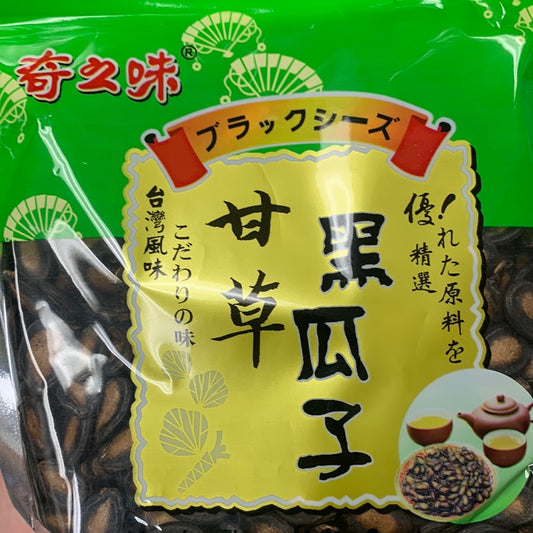 奇之味®
ブラックシーズ
優!れた原料を
精選
黑瓜子
甘草
こだわりの味
台灣風味